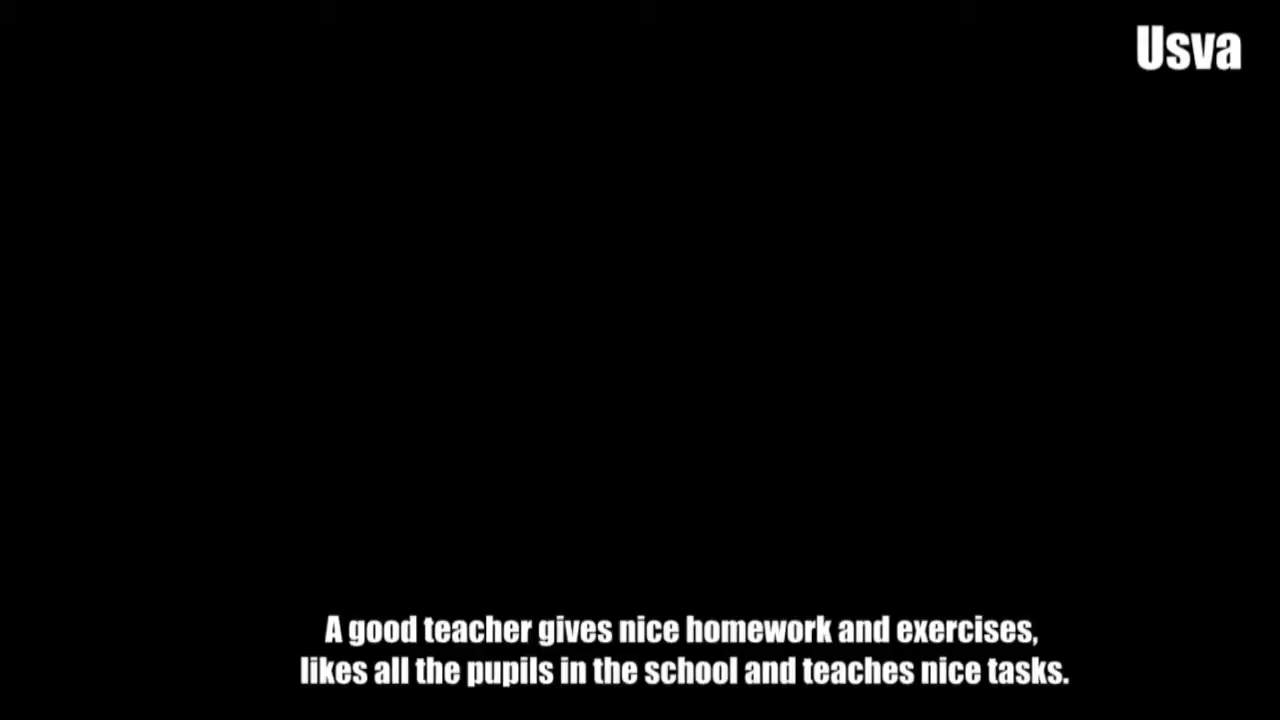 Usva
A good teacher gives nice homework and exercises,
likes all the pupils in the school and teaches nice tasks.